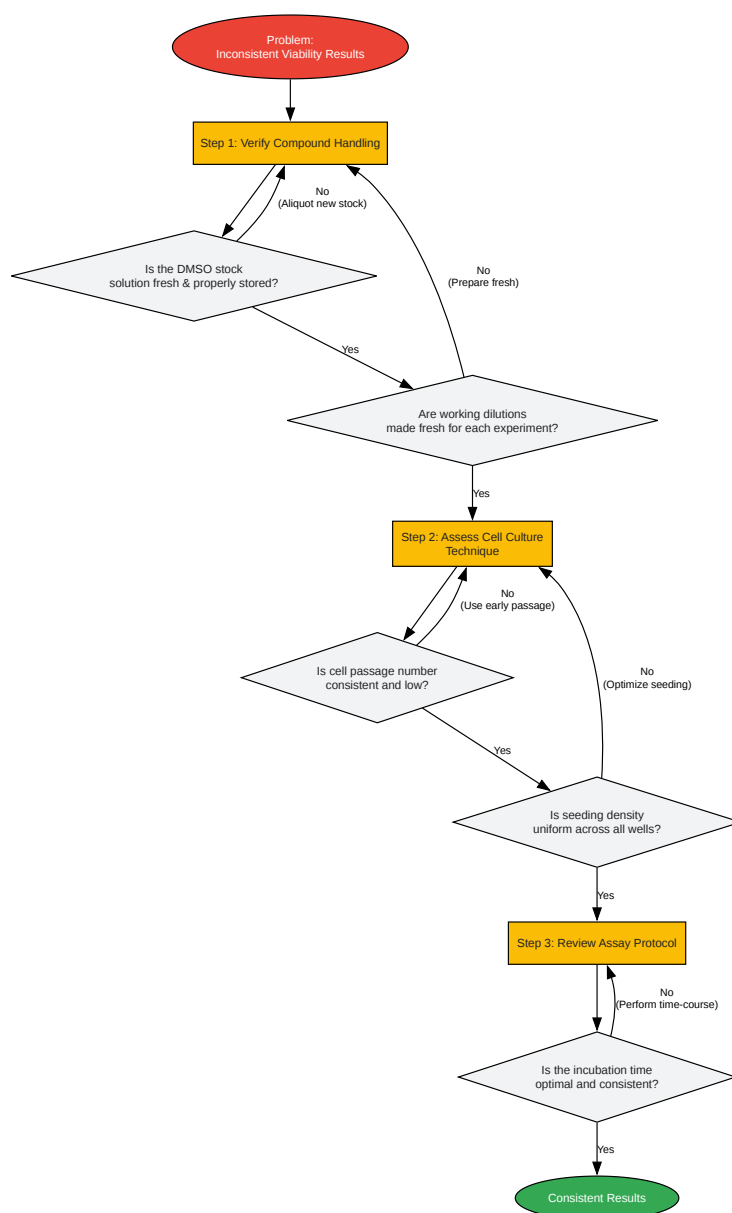 Problem:
Inconsistent Viability Results
Step 1: Verify Compound Handling
No
(Aliquot new stock)
Is the DMSO stock
solution fresh & properly stored?
No
(Prepare fresh)
Yes
Are working dilutions
made fresh for each experiment?
Yes
Step 2: Assess Cell Culture
Technique
No
(Use early passage)
Is cell passage number
consistent and low?
No
(Optimize seeding)
Yes
Is seeding density
uniform across all wells?
Yes
Step 3: Review Assay Protocol
No
(Perform time-course)
Is the incubation time
optimal and consistent?
Yes
Consistent Results